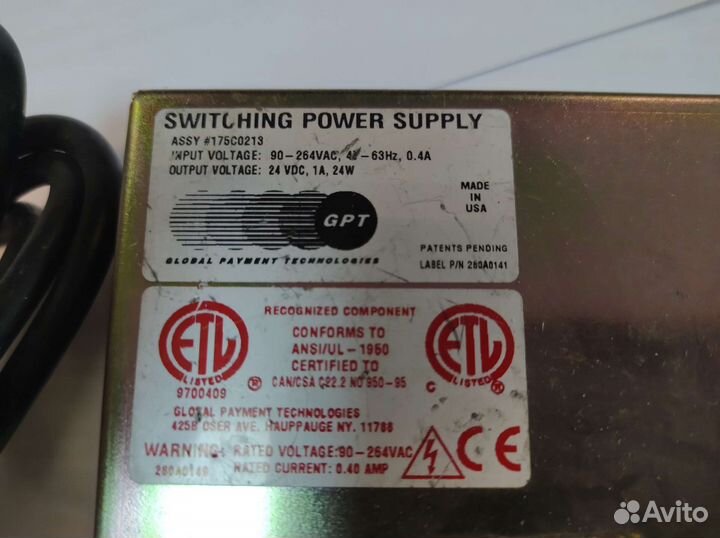 SWITCHING POWER SUPPLY
ASSY #175C0213
INPUT VOLTAGE: 90-264VAC, 47-63Hz, 0.4A
OUTPUT VOLTAGE: 24 VDC, 1A, 24W
MADE
IN
USA
GPT
GLOBAL PAYMENT TECHNOLOGIES
PATENTS PENDING
LABEL P/N 280A0141
RECOGNIZED COMPONENT
CONFORMS TO
ANSI/UL-1950
CERTIFIED TO
CAN/CSA C22.2 NO 950-95
ETL
LISTED
9700409
®
C
ETL
LISTED
®
GLOBAL PAYMENT TECHNOLOGIES
425B OSER AVE. HAUPPAUGE NY. 11788
WARNING: RATED VOLTAGE:90-264VAC
280A0149 RATED CURRENT: 0.40 AMP
CE
Avito